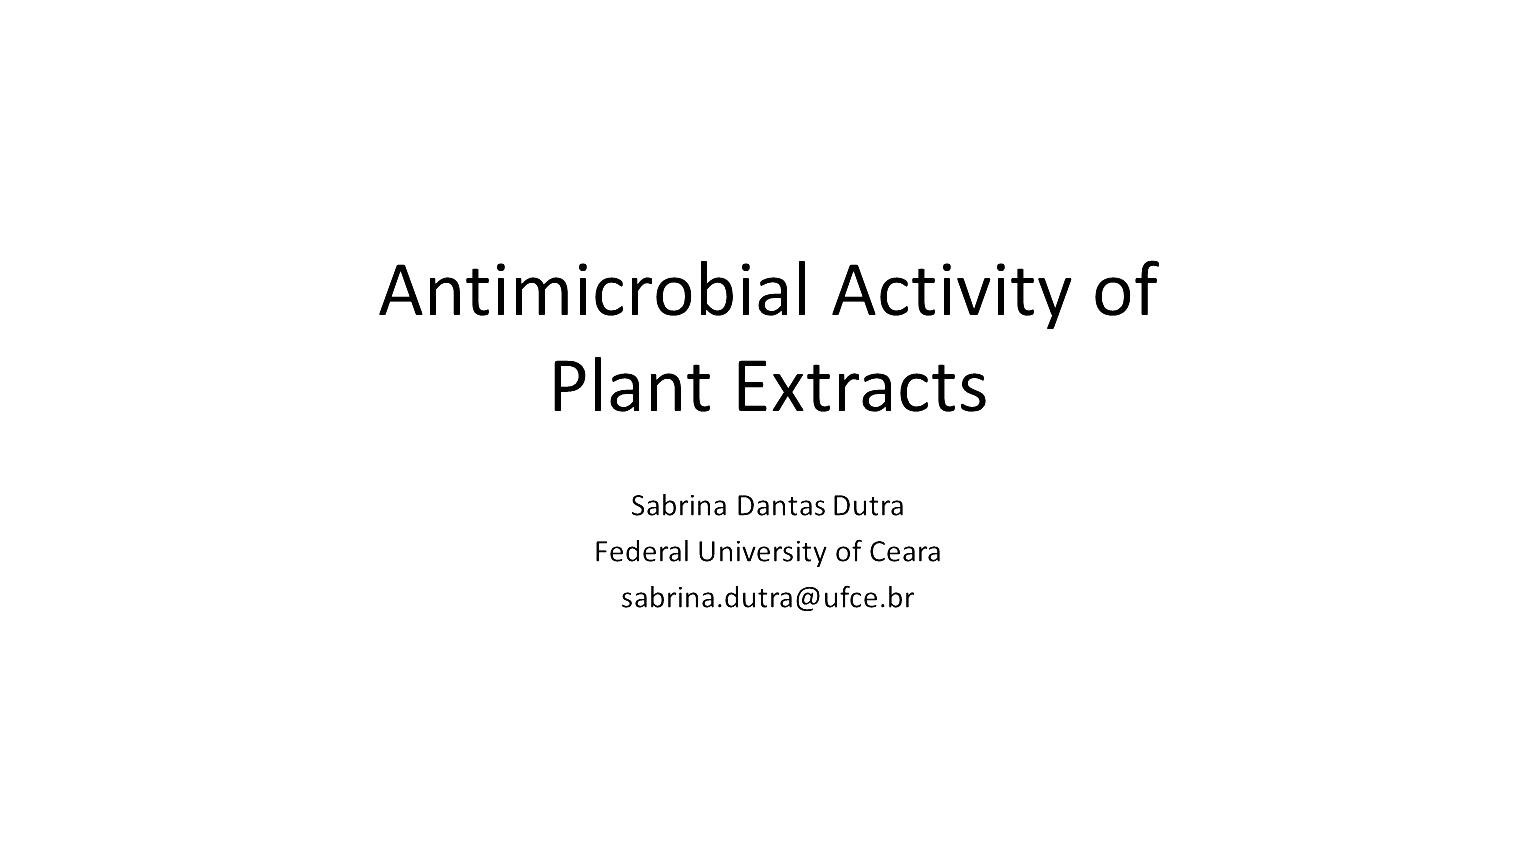 Antimicrobial Activity of
Plant Extracts
Sabrina Dantas Dutra
Federal University of Ceara
sabrina.dutra@ufce.br